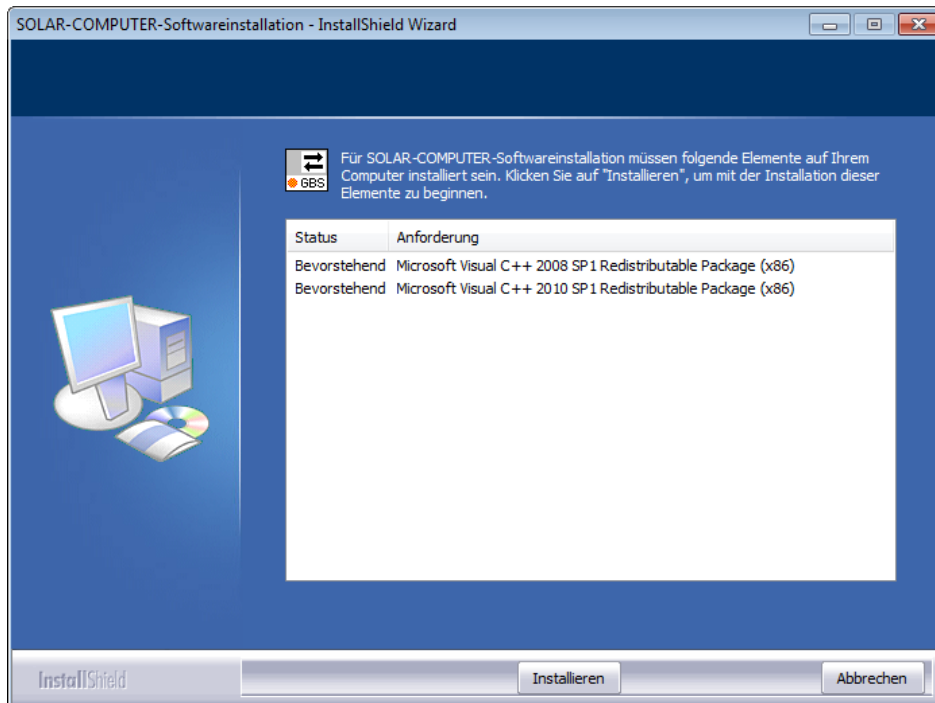 SOLAR-COMPUTER-Softwareinstallation - InstallShield Wizard
GBS
Für SOLAR-COMPUTER-Softwareinstallation müssen folgende Elemente auf Ihrem
Computer installiert sein. Klicken Sie auf "Installieren", um mit der Installation dieser
Elemente zu beginnen.
Status Anforderung
Bevorstehend Microsoft Visual C++ 2008 SP1 Redistributable Package (x86)
Bevorstehend Microsoft Visual C++ 2010 SP1 Redistributable Package (x86)
InstallShield
Installieren
Abbrechen